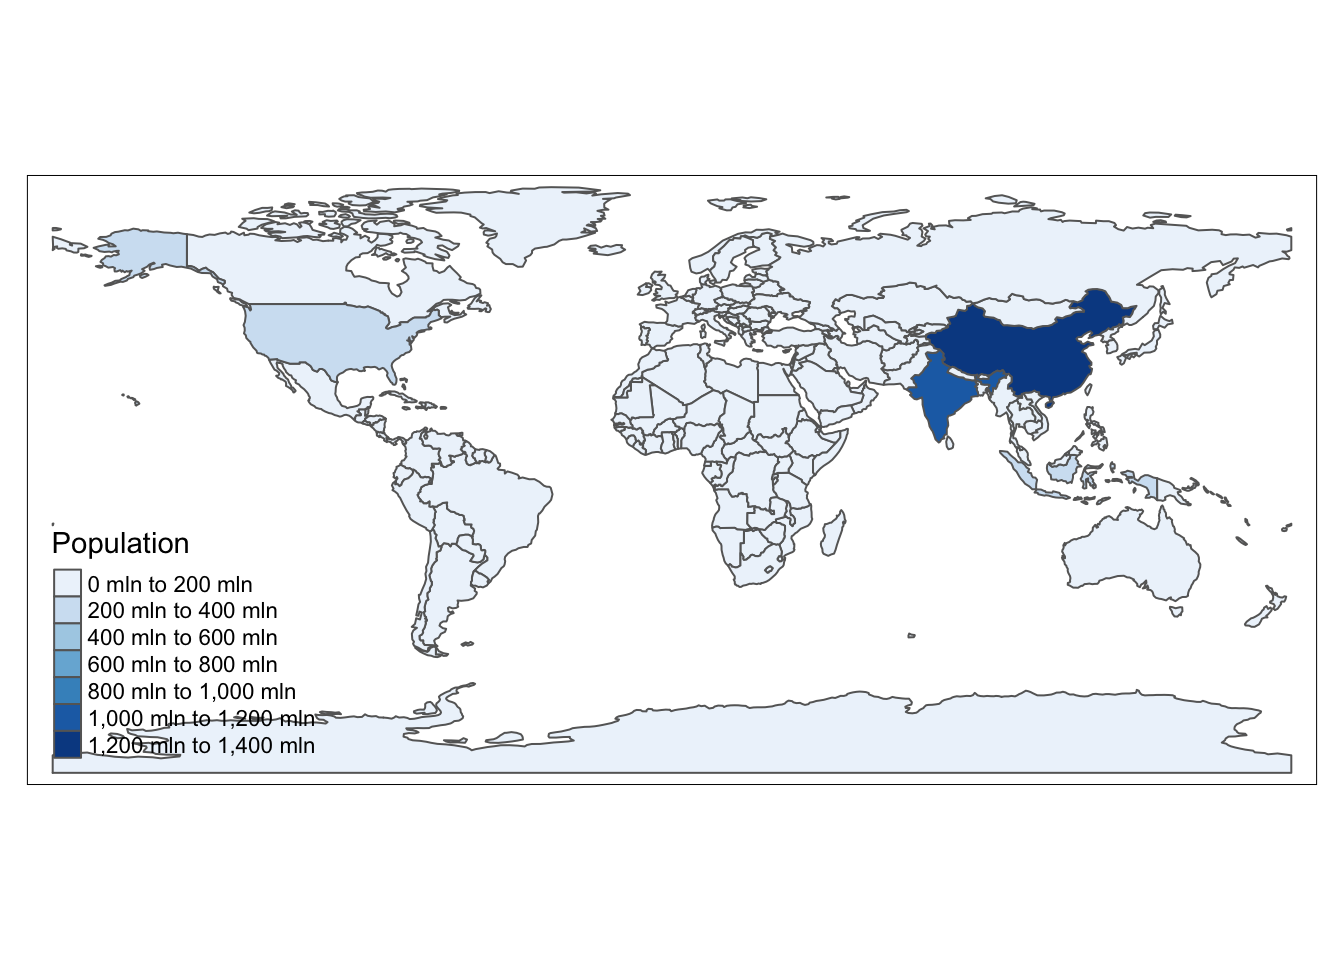 Population
0 mln to 200 mln
200 mln to 400 mln
400 mln to 600 mln
600 mln to 800 mln
800 mln to 1,000 mln
1,000 mln to 1,200 mln
1,200 mln to 1,400 mln